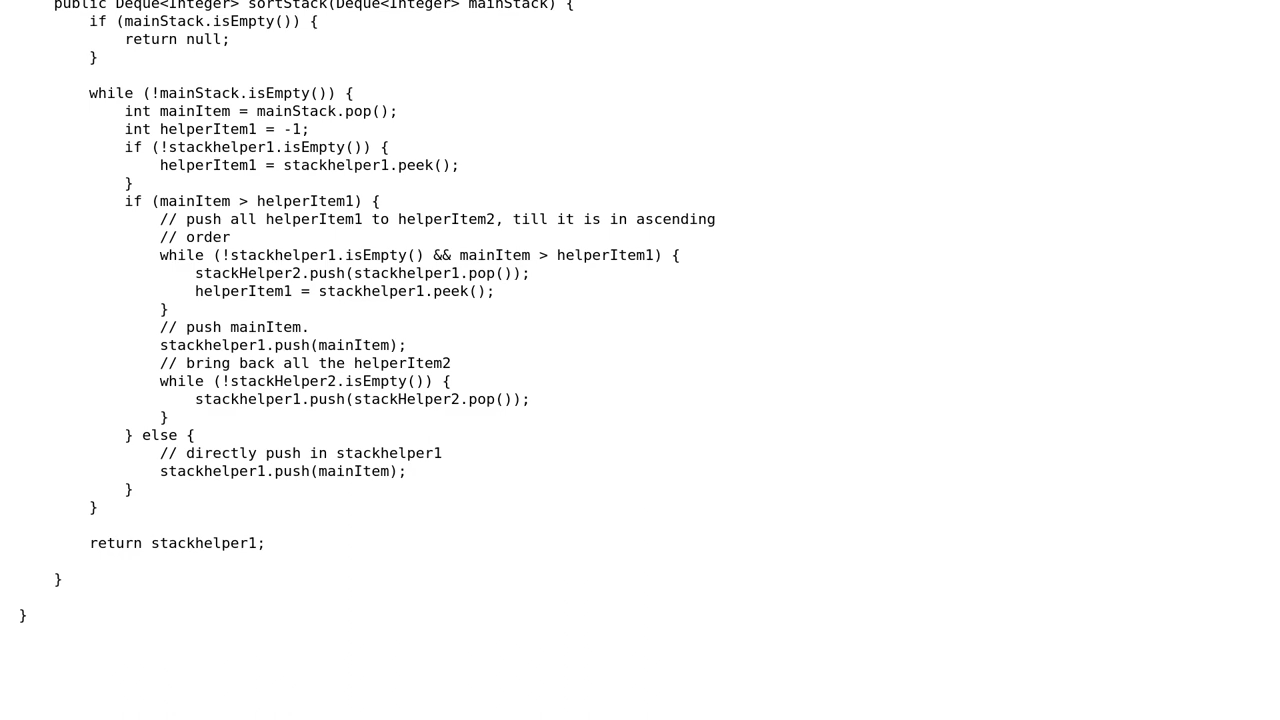 public Deque<Integer> sortStack(Deque<Integer> mainStack) {
        if (mainStack.isEmpty()) {
            return null;
        }

        while (!mainStack.isEmpty()) {
            int mainItem = mainStack.pop();
            int helperItem1 = -1;
            if (!stackhelper1.isEmpty()) {
                helperItem1 = stackhelper1.peek();
            }
            if (mainItem > helperItem1) {
                // push all helperItem1 to helperItem2, till it is in ascending
                // order
                while (!stackhelper1.isEmpty() && mainItem > helperItem1) {
                    stackHelper2.push(stackhelper1.pop());
                    helperItem1 = stackhelper1.peek();
                }
                // push mainItem.
                stackhelper1.push(mainItem);
                // bring back all the helperItem2
                while (!stackHelper2.isEmpty()) {
                    stackhelper1.push(stackHelper2.pop());
                }
            } else {
                // directly push in stackhelper1
                stackhelper1.push(mainItem);
            }
        }

        return stackhelper1;

    }

}